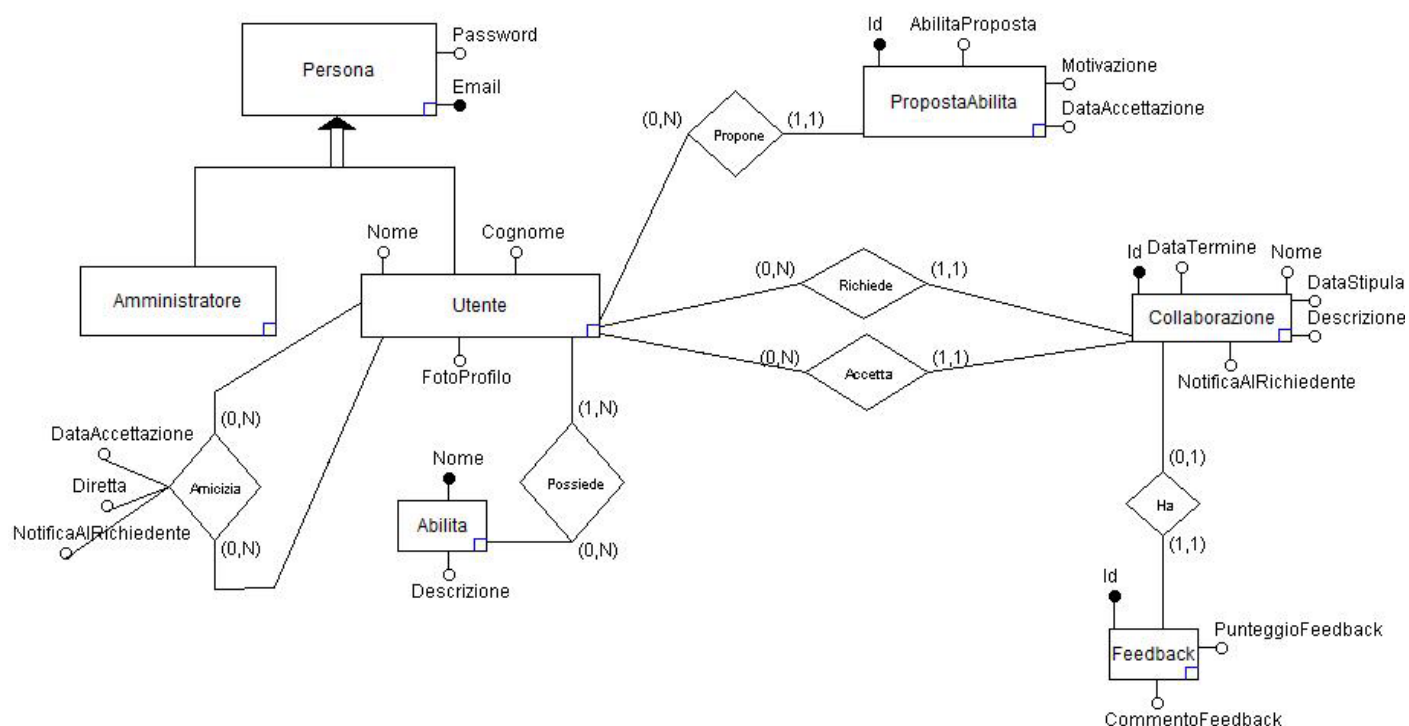 Persona
Password
Email
Id
AbilitaProposta
PropostaAbilita
Motivazione
DataAccettazione
(0,N)
Propone
(1,1)
Amministratore
Nome
Cognome
Utente
FotoProfilo
(0,N)
Richiede
(1,1)
(0,N)
Accetta
(1,1)
Id
DataTermine
Nome
DataStipula
Collaborazione
Descrizione
NotificaAlRichiedente
(0,N)
DataAccettazione
Diretta
Amicizia
NotificaAlRichiedente
(0,N)
(1,N)
Possiede
(0,N)
Nome
Abilita
Descrizione
(0,1)
Ha
(1,1)
Id
Feedback
PunteggioFeedback
CommentoFeedback